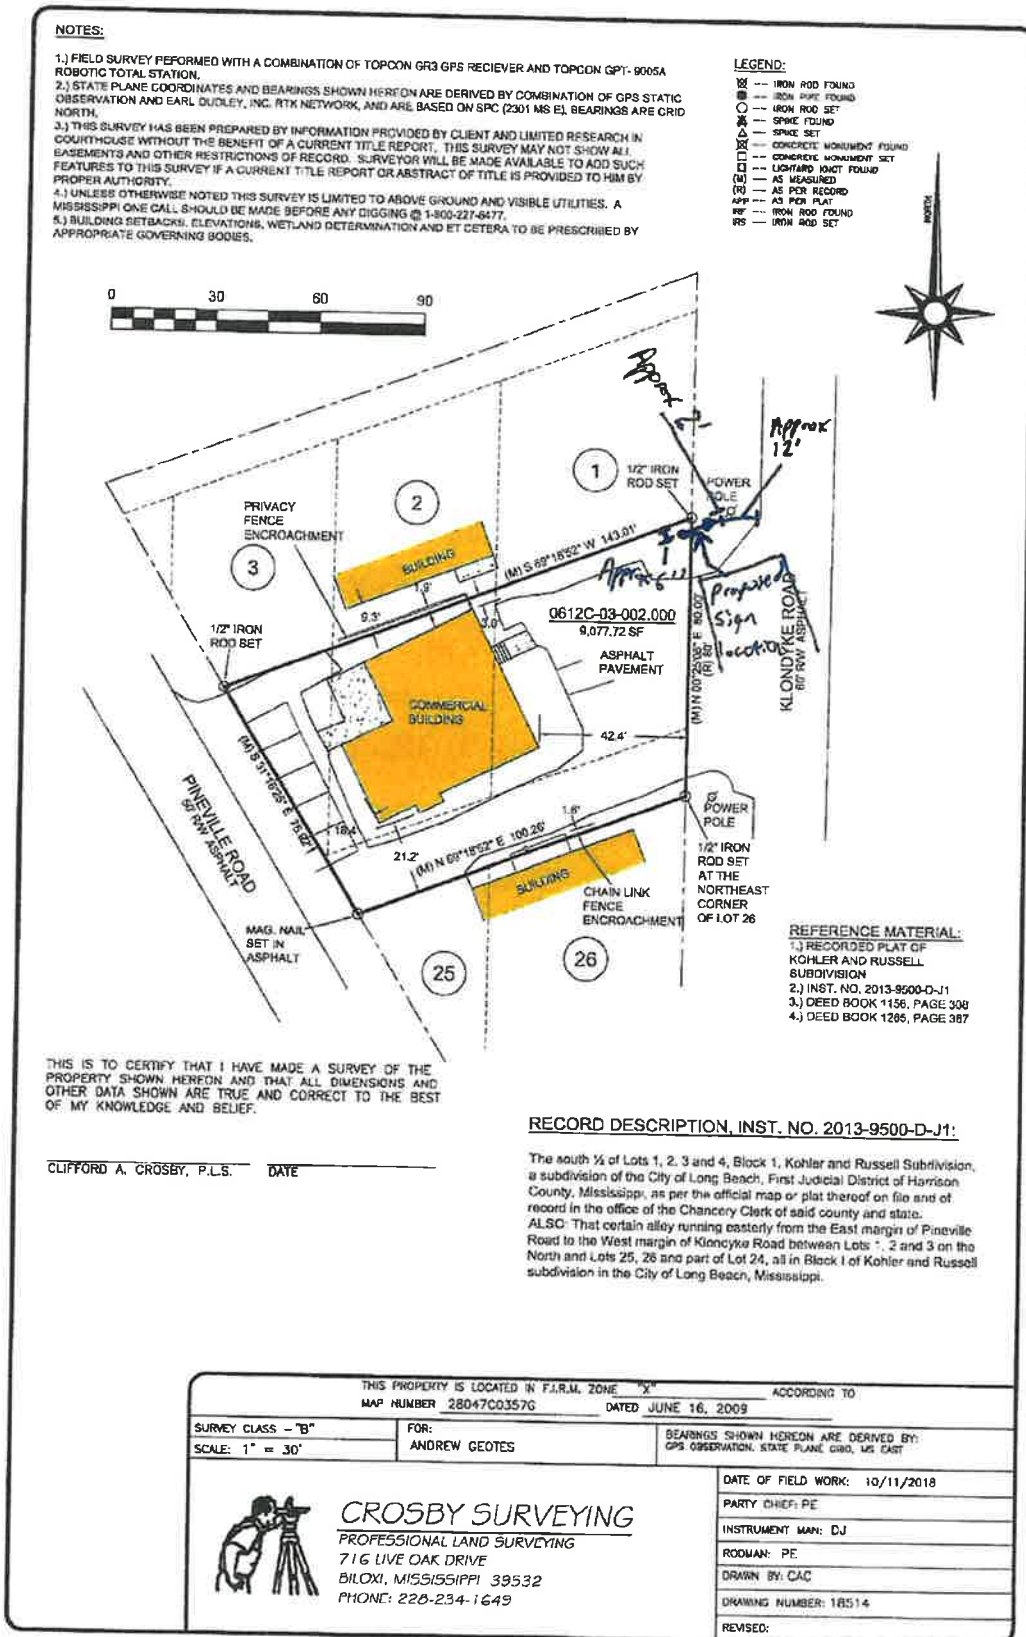 NOTES:
1.) FIELD SURVEY PEFORMED WITH A COMBINATION OF TOPCON GR3 GPS RECIEVER AND TOPCON GPT- 9005A
ROBOTIC TOTAL STATION.
2.) STATE PLANE COORDINATES AND BEARINGS SHOWN HEREON ARE DERIVED BY COMBINATION OF GPS STATIC
OBSERVATION AND EARL DUDLEY, INC. RTK NETWORK, AND ARE BASED ON SPC (2301 MS E), BEARINGS ARE GRID
NORTH.
3.) THIS SURVEY HAS BEEN PREPARED BY INFORMATION PROVIDED BY CLIENT AND LIMITED RESEARCH IN
COURTHOUSE WITHOUT THE BENEFIT OF A CURRENT TITLE REPORT. THIS SURVEY MAY NOT SHOW ALL
EASEMENTS AND OTHER RESTRICTIONS OF RECORD. SURVEYOR WILL BE MADE AVAILABLE TO ADD SUCH
FEATURES TO THIS SURVEY IF A CURRENT TITLE REPORT OR ABSTRACT OF TITLE IS PROVIDED TO HIM BY
PROPER AUTHORITY.
4.) UNLESS OTHERWISE NOTED THIS SURVEY IS LIMITED TO ABOVE GROUND AND VISIBLE UTILITIES. A
MISSISSIPPI ONE CALL SHOULD BE MADE BEFORE ANY DIGGING @ 1-800-227-6477.
5.) BUILDING SETBACKS, ELEVATIONS, WETLAND DETERMINATION AND ET CETERA TO BE PRESCRIBED BY
APPROPRIATE GOVERNING BODIES.
LEGEND:
--- IRON ROD FOUND
--- IRON PIPE FOUND
--- IRON ROD SET
--- SPIKE FOUND
--- SPIKE SET
--- CONCRETE MONUMENT FOUND
--- CONCRETE MONUMENT SET
--- LIGHTARD KNOT FOUND
(M) --- AS MEASURED
(R) --- AS PER RECORD
APP --- AS PER PLAT
IRF --- IRON ROD FOUND
IRS --- IRON ROD SET
NORTH
0 30 60 90
Approx 2'
Approx
12'
1
1/2" IRON
ROD SET
POWER
POLE
2
PRIVACY
FENCE
ENCROACHMENT
3
BUILDING
(M) S 69°18'52" W 143.01'
Approx 6"
Proposed
sign
location
1.9'
9.3'
3.0'
0612C-03-002.000
9,077.72 SF
ASPHALT
PAVEMENT
(M) N 00°25'08" E 80.00'
(R) 80'
KLONDYKE ROAD
60' R/W ASPHALT
1/2" IRON
ROD SET
COMMERCIAL
BUILDING
42.4'
(M) S 31°16'25" E 75.62'
PINEVILLE ROAD
50' R/W ASPHALT
18.4'
21.2'
(M) N 69°18'52" E 100.26'
1.6'
POWER
POLE
BUILDING
1/2" IRON
ROD SET
AT THE
NORTHEAST
CORNER
OF LOT 26
CHAIN LINK
FENCE
ENCROACHMENT
MAG. NAIL
SET IN
ASPHALT
25
26
REFERENCE MATERIAL:
1.) RECORDED PLAT OF
KOHLER AND RUSSELL
SUBDIVISION
2.) INST. NO. 2013-9500-D-J1
3.) DEED BOOK 1156, PAGE 308
4.) DEED BOOK 1265, PAGE 387
THIS IS TO CERTIFY THAT I HAVE MADE A SURVEY OF THE
PROPERTY SHOWN HEREON AND THAT ALL DIMENSIONS AND
OTHER DATA SHOWN ARE TRUE AND CORRECT TO THE BEST
OF MY KNOWLEDGE AND BELIEF.
CLIFFORD A. CROSBY, P.L.S. DATE
RECORD DESCRIPTION, INST. NO. 2013-9500-D-J1:
The south ½ of Lots 1, 2, 3 and 4, Block 1, Kohler and Russell Subdivision,
a subdivision of the City of Long Beach, First Judicial District of Harrison
County, Mississippi, as per the official map or plat thereof on file and of
record in the office of the Chancery Clerk of said county and state.
ALSO: That certain alley running easterly from the East margin of Pineville
Road to the West margin of Kloncyke Road between Lots 1, 2 and 3 on the
North and Lots 25, 26 and part of Lot 24, all in Block I of Kohler and Russell
subdivision in the City of Long Beach, Mississippi.
THIS PROPERTY IS LOCATED IN F.I.R.M. ZONE "X" ACCORDING TO
MAP NUMBER 28047C0357G DATED JUNE 16, 2009
SURVEY CLASS - "B"
SCALE: 1" = 30'
FOR:
ANDREW GEOTES
BEARINGS SHOWN HEREON ARE DERIVED BY:
GPS OBSERVATION, STATE PLANE GRID, MS EAST
CROSBY SURVEYING
PROFESSIONAL LAND SURVEYING
716 LIVE OAK DRIVE
BILOXI, MISSISSIPPI 39532
PHONE: 228-234-1649
DATE OF FIELD WORK: 10/11/2018
PARTY CHIEF: PE
INSTRUMENT MAN: DJ
RODMAN: PE
DRAWN BY: CAC
DRAWING NUMBER: 18514
REVISED: